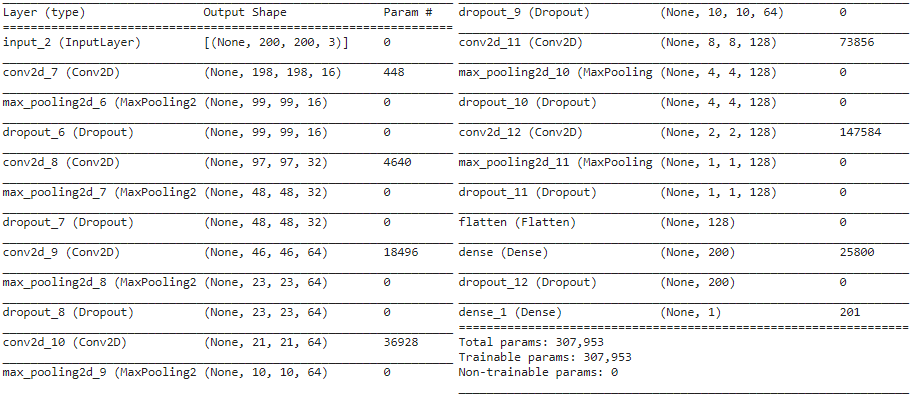 Layer (type) Output Shape Param #
=================================================================
input_2 (InputLayer) [(None, 200, 200, 3)] 0
conv2d_7 (Conv2D) (None, 198, 198, 16) 448
max_pooling2d_6 (MaxPooling2 (None, 99, 99, 16) 0
dropout_6 (Dropout) (None, 99, 99, 16) 0
conv2d_8 (Conv2D) (None, 97, 97, 32) 4640
max_pooling2d_7 (MaxPooling2 (None, 48, 48, 32) 0
dropout_7 (Dropout) (None, 48, 48, 32) 0
conv2d_9 (Conv2D) (None, 46, 46, 64) 18496
max_pooling2d_8 (MaxPooling2 (None, 23, 23, 64) 0
dropout_8 (Dropout) (None, 23, 23, 64) 0
conv2d_10 (Conv2D) (None, 21, 21, 64) 36928
max_pooling2d_9 (MaxPooling2 (None, 10, 10, 64) 0
dropout_9 (Dropout) (None, 10, 10, 64) 0
conv2d_11 (Conv2D) (None, 8, 8, 128) 73856
max_pooling2d_10 (MaxPooling (None, 4, 4, 128) 0
dropout_10 (Dropout) (None, 4, 4, 128) 0
conv2d_12 (Conv2D) (None, 2, 2, 128) 147584
max_pooling2d_11 (MaxPooling (None, 1, 1, 128) 0
dropout_11 (Dropout) (None, 1, 1, 128) 0
flatten (Flatten) (None, 128) 0
dense (Dense) (None, 200) 25800
dropout_12 (Dropout) (None, 200) 0
dense_1 (Dense) (None, 1) 201
=================================================================
Total params: 307,953
Trainable params: 307,953
Non-trainable params: 0